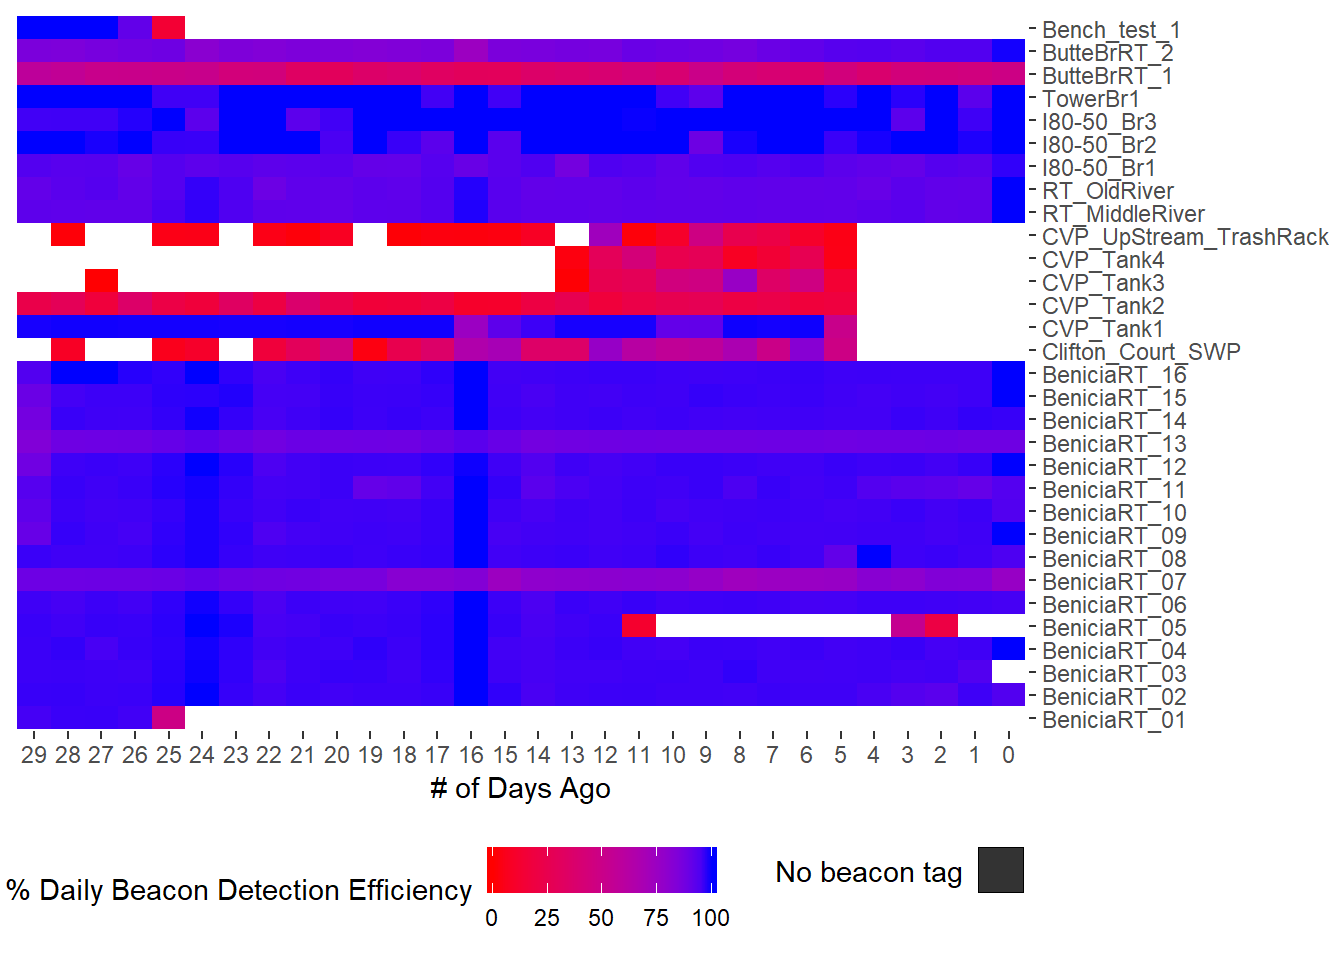 Bench_test_1
ButteBrRT_2
ButteBrRT_1
TowerBr1
I80-50_Br3
I80-50_Br2
I80-50_Br1
RT_OldRiver
RT_MiddleRiver
CVP_UpStream_TrashRack
CVP_Tank4
CVP_Tank3
CVP_Tank2
CVP_Tank1
Clifton_Court_SWP
BeniciaRT_16
BeniciaRT_15
BeniciaRT_14
BeniciaRT_13
BeniciaRT_12
BeniciaRT_11
BeniciaRT_10
BeniciaRT_09
BeniciaRT_08
BeniciaRT_07
BeniciaRT_06
BeniciaRT_05
BeniciaRT_04
BeniciaRT_03
BeniciaRT_02
BeniciaRT_01
29 28 27 26 25 24 23 22 21 20 19 18 17 16 15 14 13 12 11 10 9 8 7 6 5 4 3 2 1 0
# of Days Ago
% Daily Beacon Detection Efficiency
0 25 50 75 100
No beacon tag